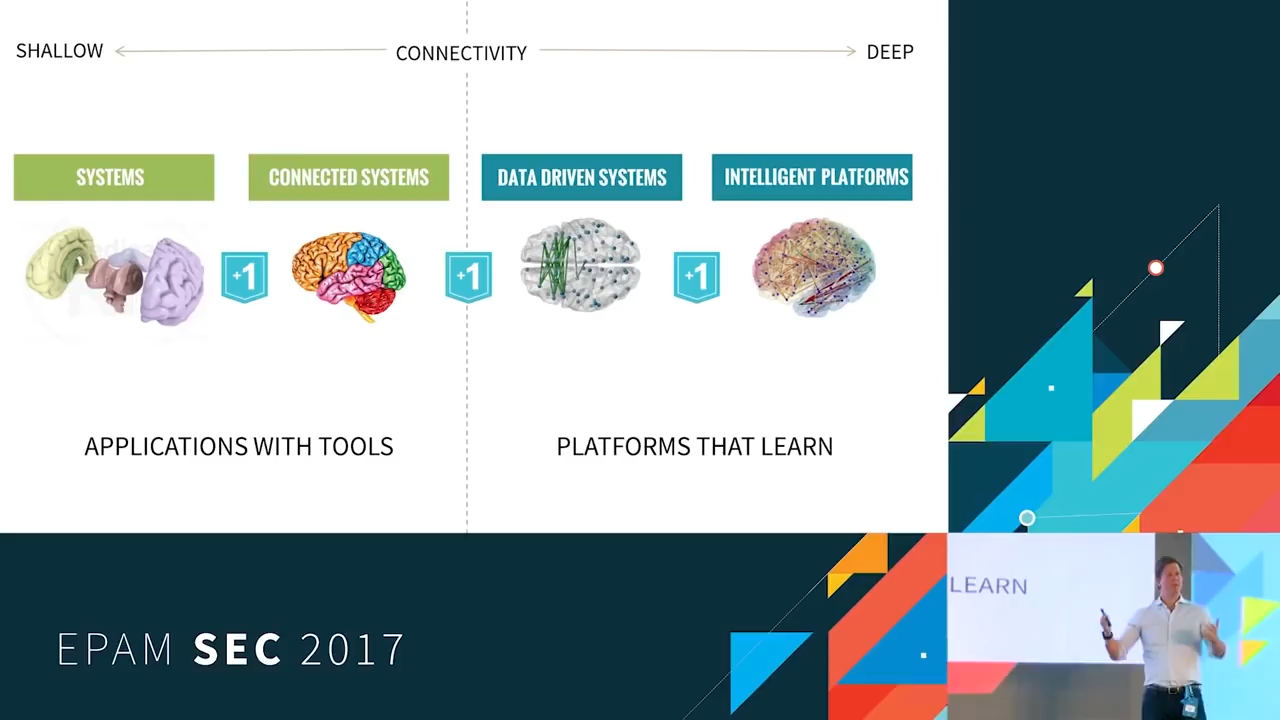 SHALLOW CONNECTIVITY DEEP
SYSTEMS CONNECTED SYSTEMS DATA DRIVEN SYSTEMS INTELLIGENT PLATFORMS
+1 +1 +1
APPLICATIONS WITH TOOLS PLATFORMS THAT LEARN
LEARN
EPAM SEC 2017